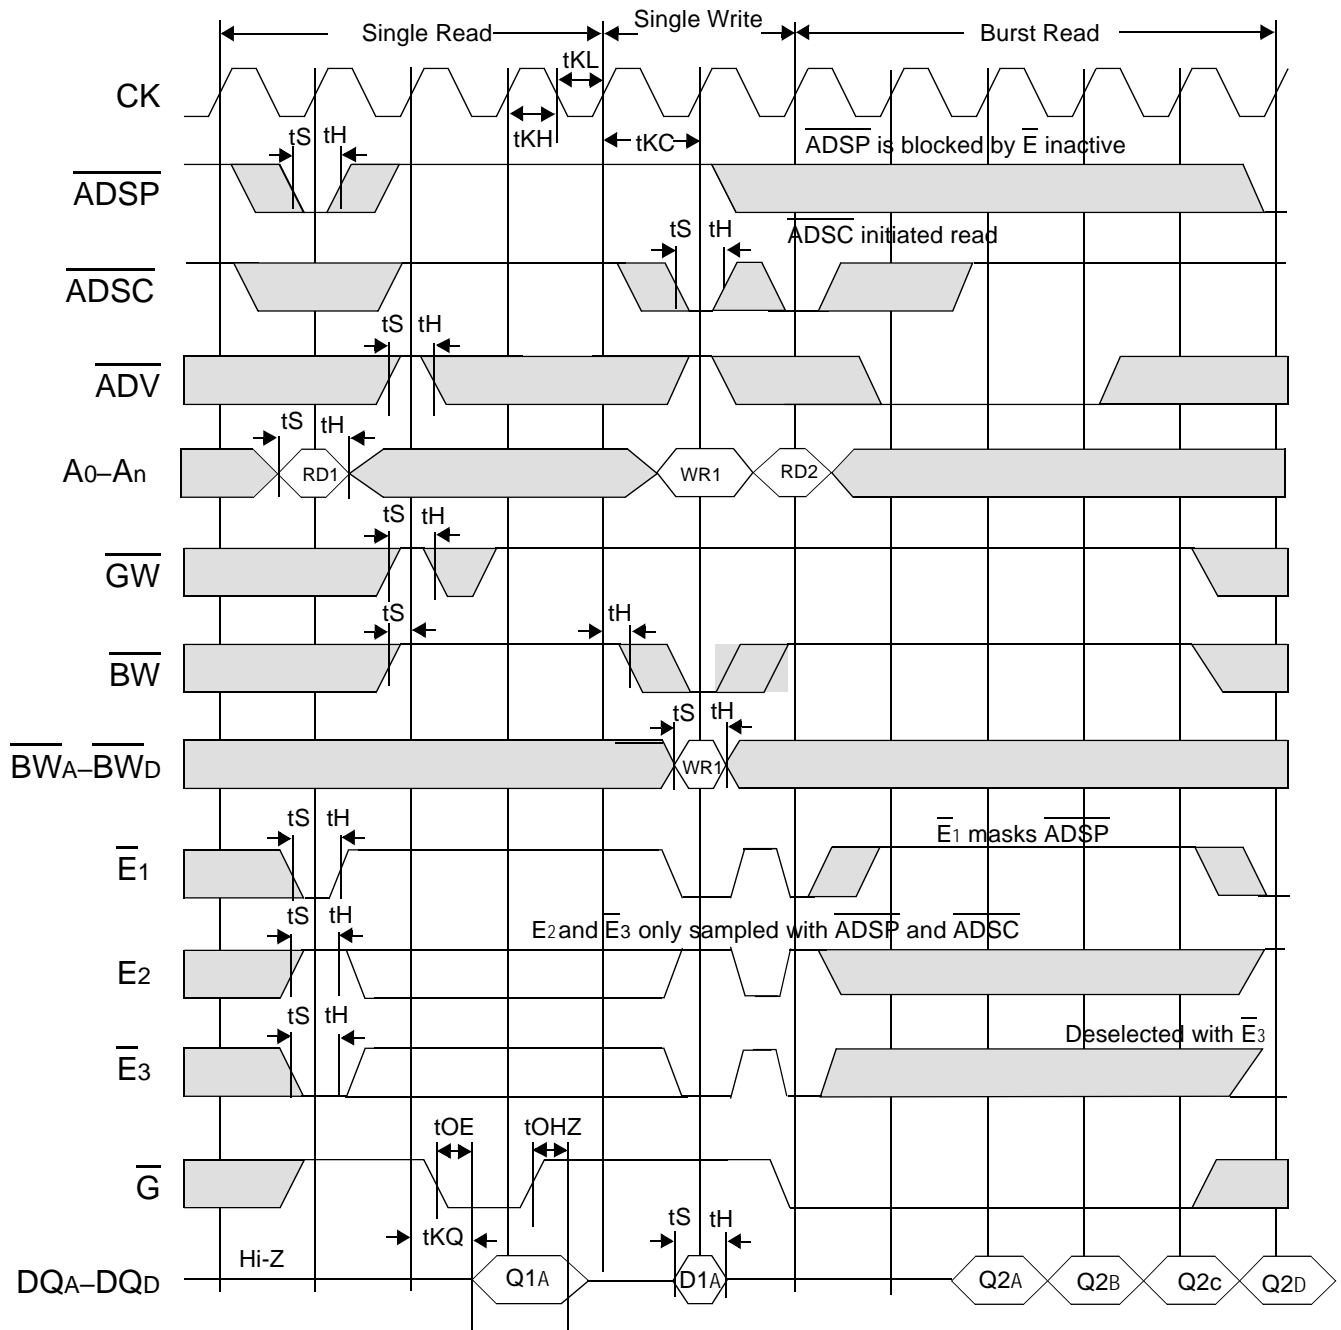 Single Read
Single Write
Burst Read
CK
tKL
tKH
tKC
tS tH
ADSP is blocked by E inactive
ADSP
tS tH
ADSC initiated read
ADSC
tS tH
ADV
tS tH
A0–An
RD1
WR1
RD2
tS tH
GW
tS
tH
BW
tS tH
BWA–BWD
WR1
tS tH
E1 masks ADSP
E1
tS tH
E2 and E3 only sampled with ADSP and ADSC
E2
tS tH
Deselected with E3
E3
tOE
tOHZ
G
tKQ
tS tH
Hi-Z
DQA–DQD
Q1A
D1A
Q2A
Q2B
Q2c
Q2D